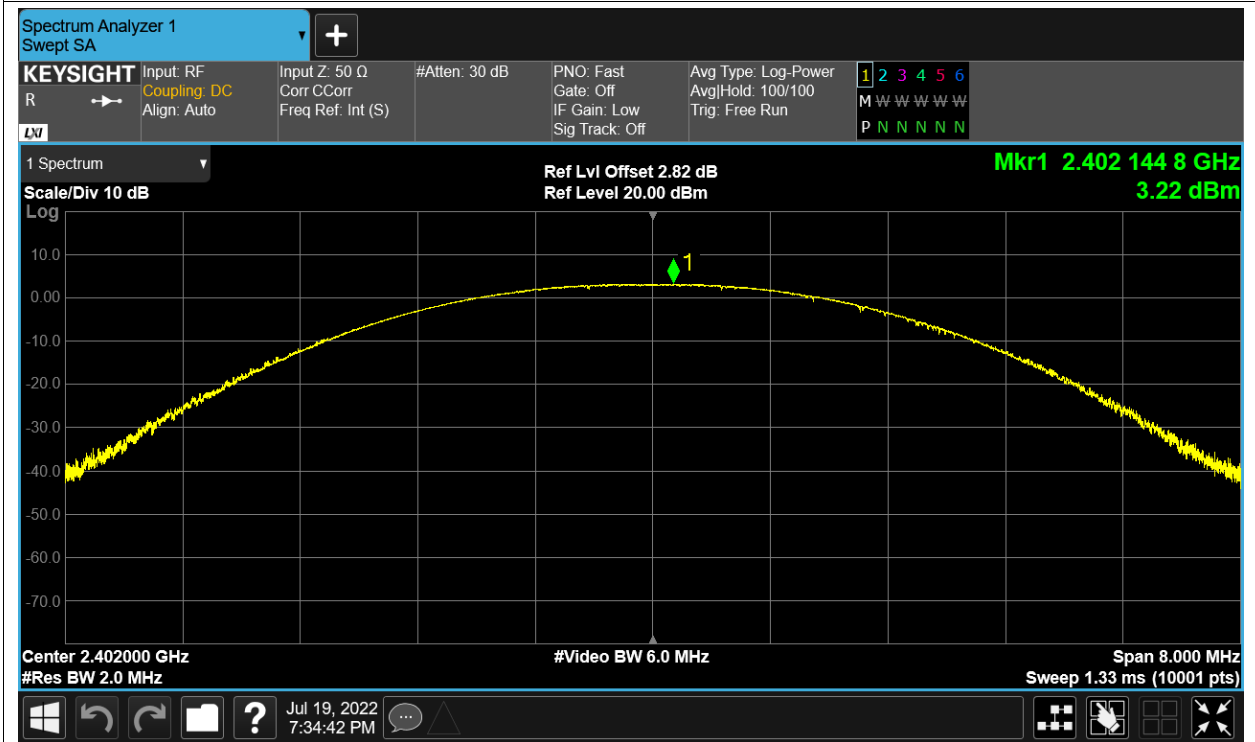 Spectrum Analyzer 1
Swept SA
+
KEYSIGHT
R
LXI
Input: RF
Coupling: DC
Align: Auto
Input Z: 50 Ω
Corr CCorr
Freq Ref: Int (S)
#Atten: 30 dB
PNO: Fast
Gate: Off
IF Gain: Low
Sig Track: Off
Avg Type: Log-Power
Avg|Hold: 100/100
Trig: Free Run
1 2 3 4 5 6
M W W W W W
P N N N N N
1 Spectrum
Scale/Div 10 dB
Ref Lvl Offset 2.82 dB
Ref Level 20.00 dBm
Mkr1 2.402 144 8 GHz
3.22 dBm
Log
10.0
0.00
-10.0
-20.0
-30.0
-40.0
-50.0
-60.0
-70.0
1
Center 2.402000 GHz
#Res BW 2.0 MHz
#Video BW 6.0 MHz
Span 8.000 MHz
Sweep 1.33 ms (10001 pts)
?
Jul 19, 2022
7:34:42 PM